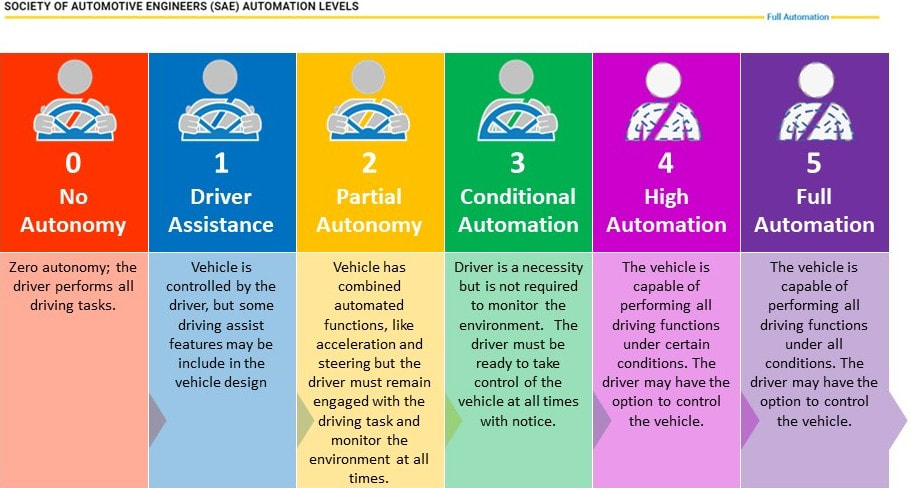 SOCIETY OF AUTOMOTIVE ENGINEERS (SAE) AUTOMATION LEVELS
Full Automation
0
No
Autonomy
Zero autonomy; the
driver performs all
driving tasks.
1
Driver
Assistance
Vehicle is
controlled by the
driver, but some
driving assist
features may be
include in the
vehicle design
2
Partial
Autonomy
Vehicle has
combined
automated
functions, like
acceleration and
steering but the
driver must remain
engaged with the
driving task and
monitor the
environment at all
times.
3
Conditional
Automation
Driver is a necessity
but is not required
to monitor the
environment. The
driver must be
ready to take
control of the
vehicle at all times
with notice.
4
High
Automation
The vehicle is
capable of
performing all
driving functions
under certain
conditions. The
driver may have the
option to control
the vehicle.
5
Full
Automation
The vehicle is
capable of
performing all
driving functions
under all
conditions. The
driver may have the
option to control
the vehicle.